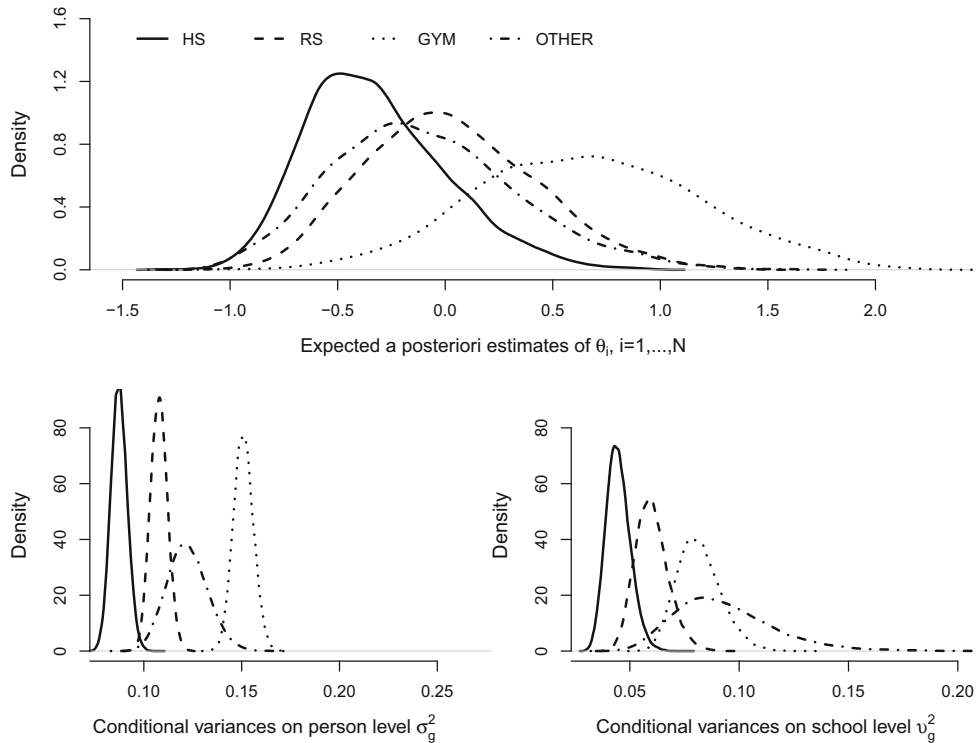 HS RS GYM OTHER
Density
1.6
1.2
0.8
0.4
0.0
−1.5 −1.0 −0.5 0.0 0.5 1.0 1.5 2.0
Expected a posteriori estimates of θi, i=1,...,N
Density
80
60
40
20
0
0.10 0.15 0.20 0.25
Conditional variances on person level σ²g
Density
80
60
40
20
0
0.05 0.10 0.15 0.20
Conditional variances on school level υ²g